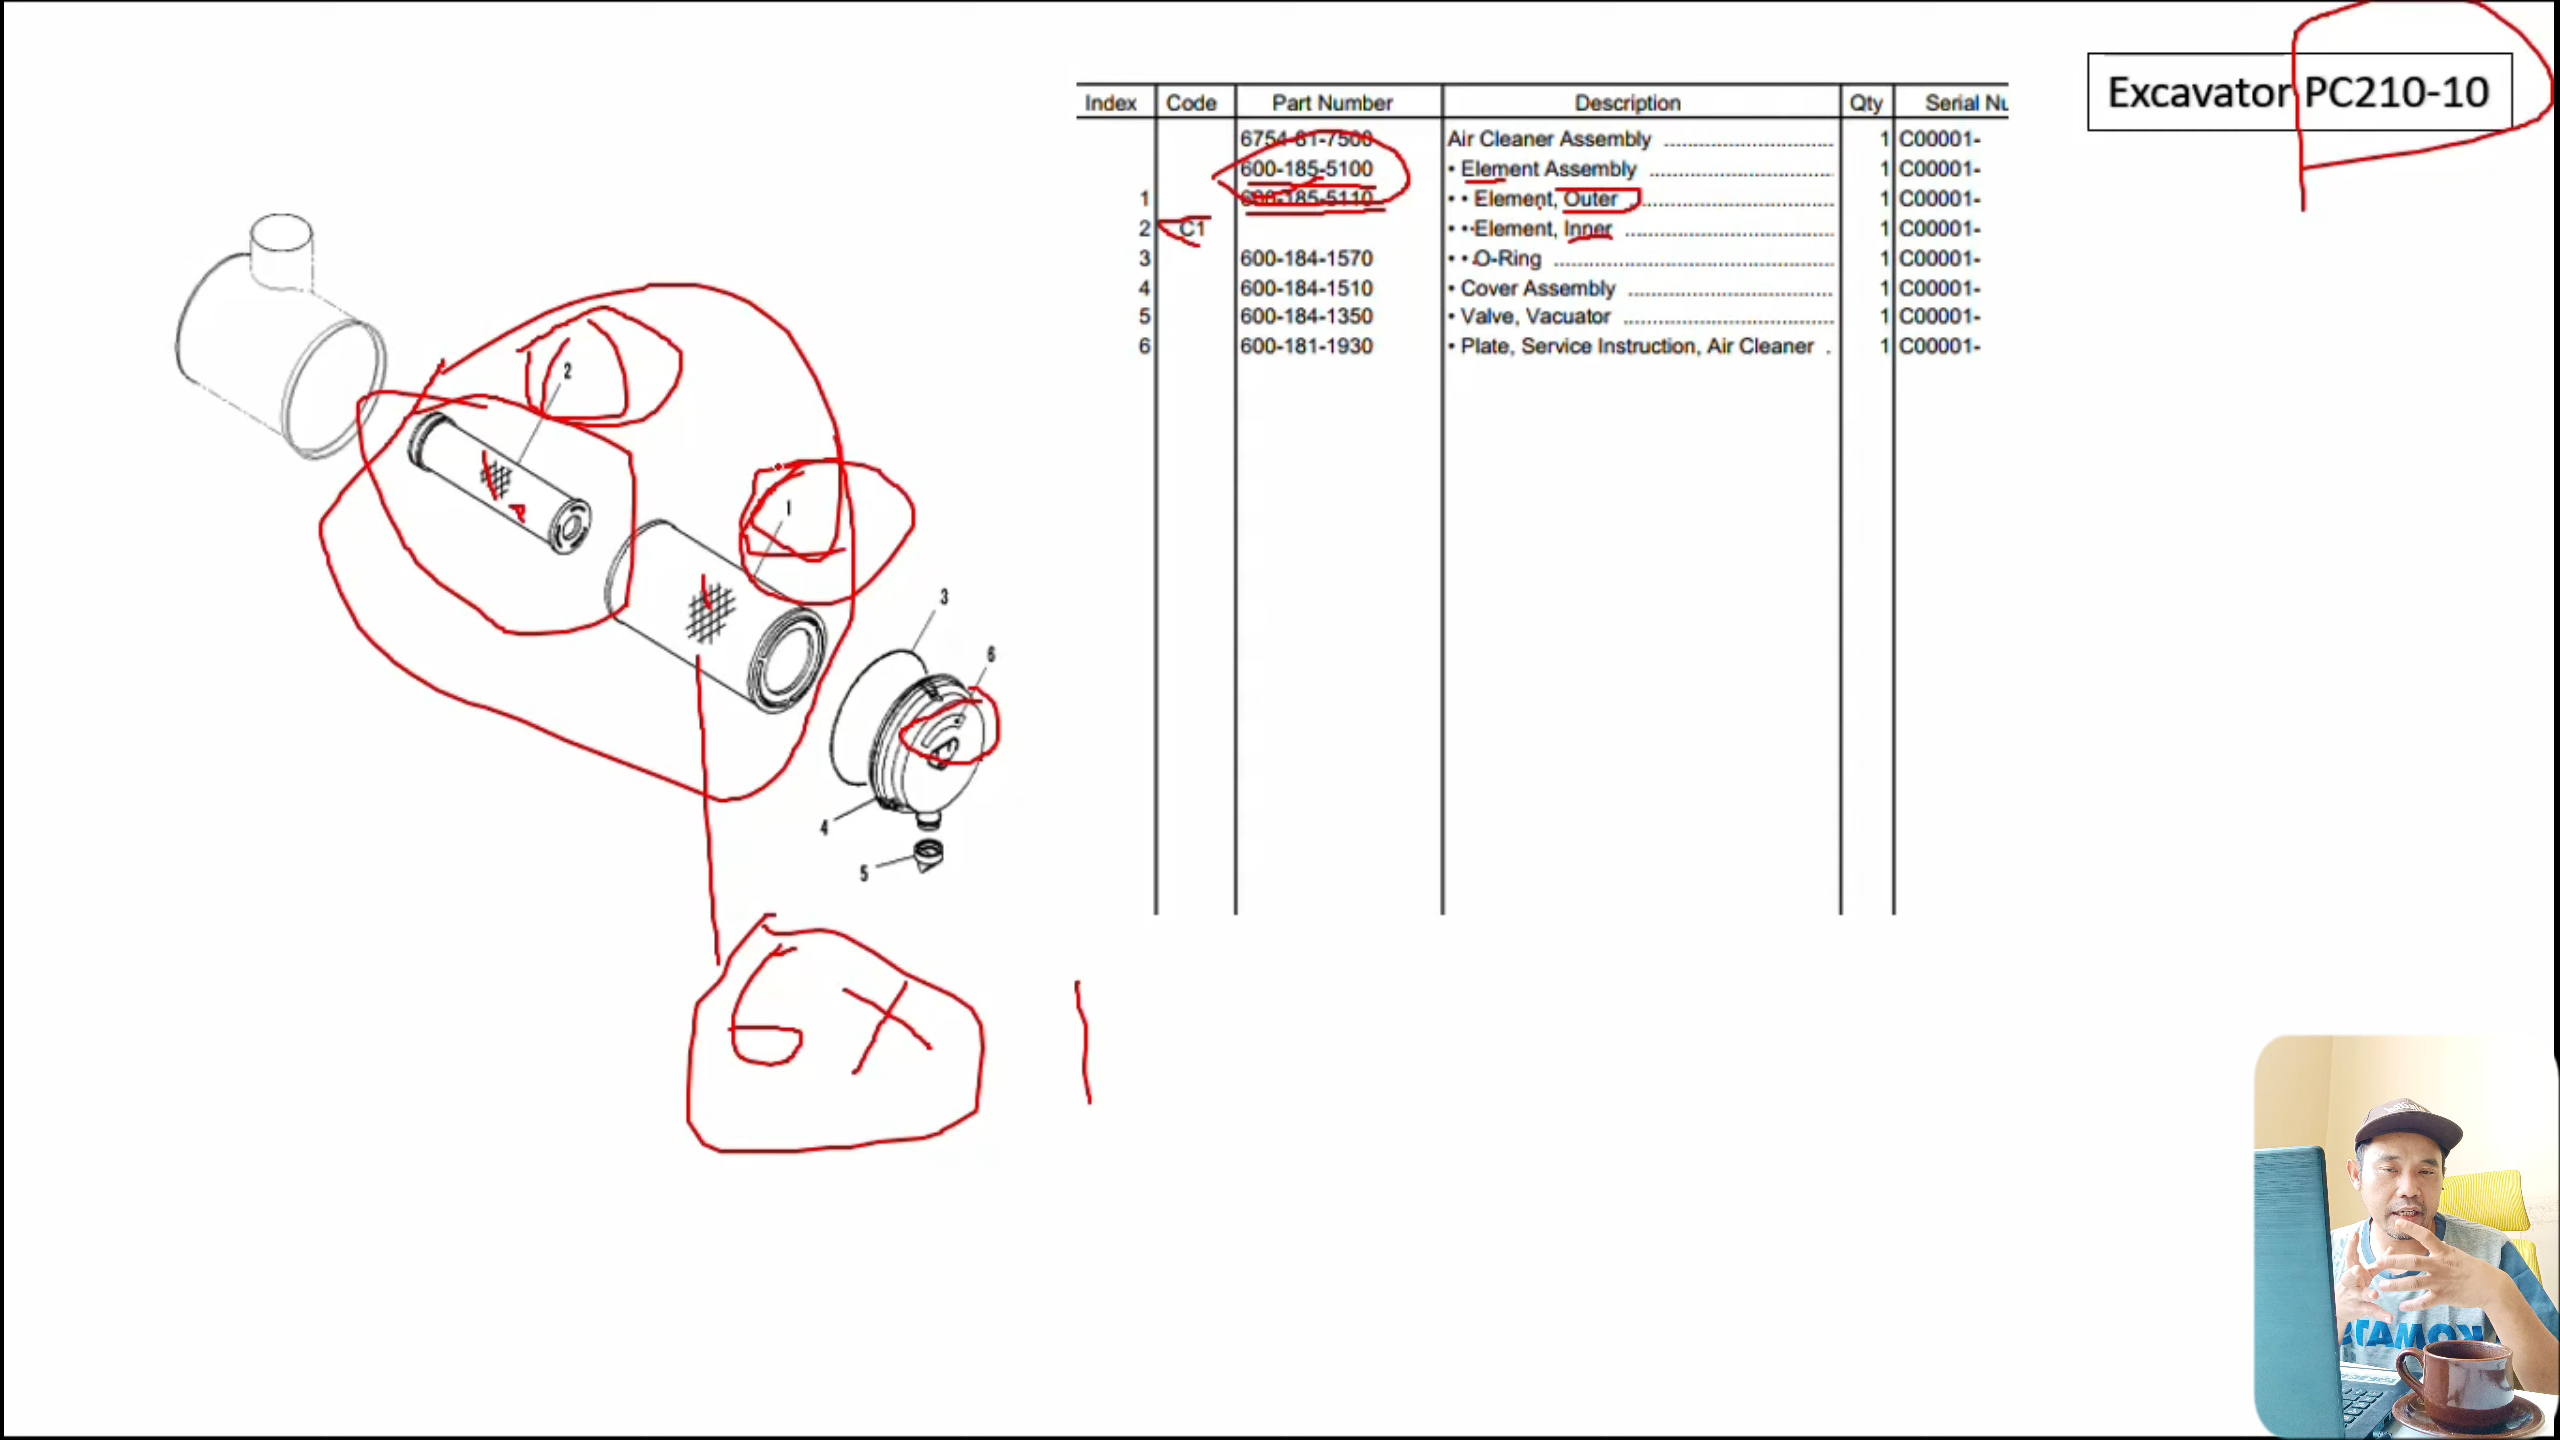 Excavator PC210-10
Index Code Part Number Description Qty Serial Nu
6754-81-7500 Air Cleaner Assembly 1 C00001-
600-185-5100 • Element Assembly 1 C00001-
1 600-185-5110 • • Element, Outer 1 C00001-
2 C1 • • Element, Inner 1 C00001-
3 600-184-1570 • • O-Ring 1 C00001-
4 600-184-1510 • Cover Assembly 1 C00001-
5 600-184-1350 • Valve, Vacuator 1 C00001-
6 600-181-1930 • Plate, Service Instruction, Air Cleaner . 1 C00001-
2
1
3
6
4
5
6X
1